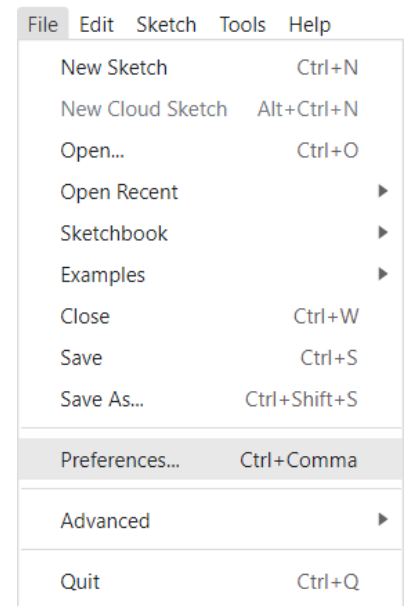 File Edit Sketch Tools Help
New Sketch Ctrl+N
New Cloud Sketch Alt+Ctrl+N
Open... Ctrl+O
Open Recent
Sketchbook
Examples
Close Ctrl+W
Save Ctrl+S
Save As... Ctrl+Shift+S
Preferences... Ctrl+Comma
Advanced
Quit Ctrl+Q